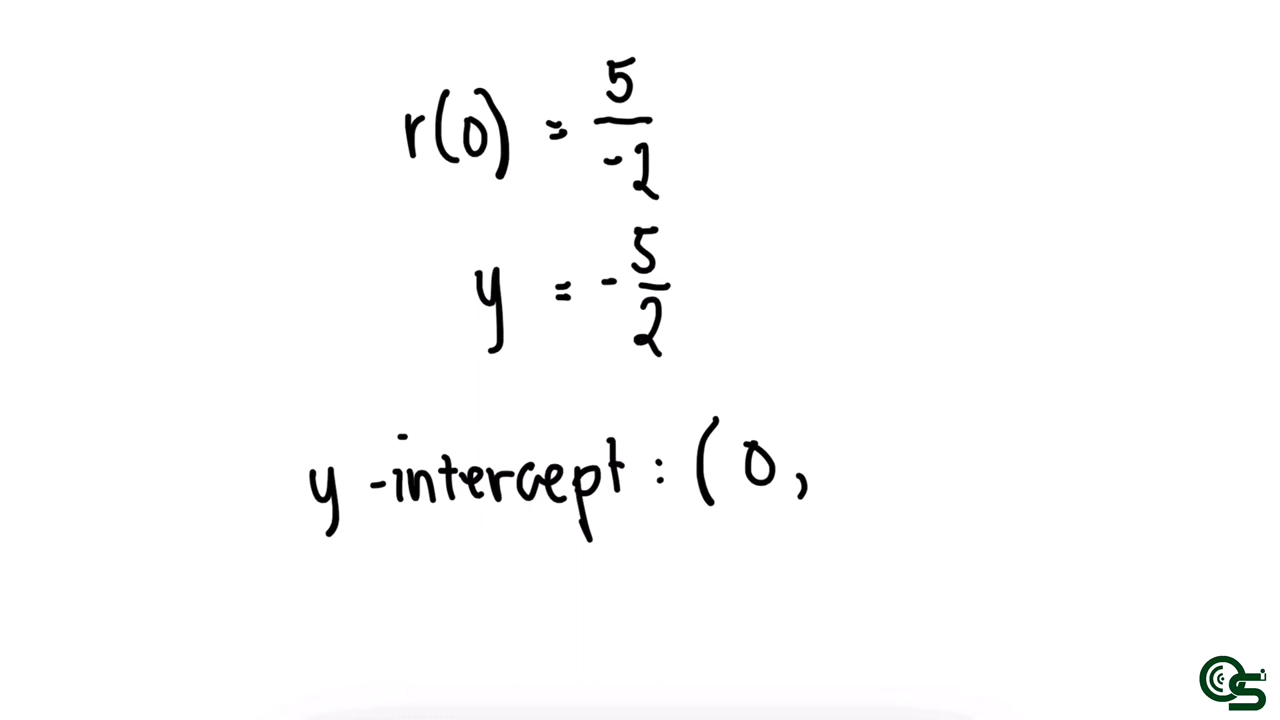 r(0) = 5/-2
y = -5/2
y-intercept: (0,